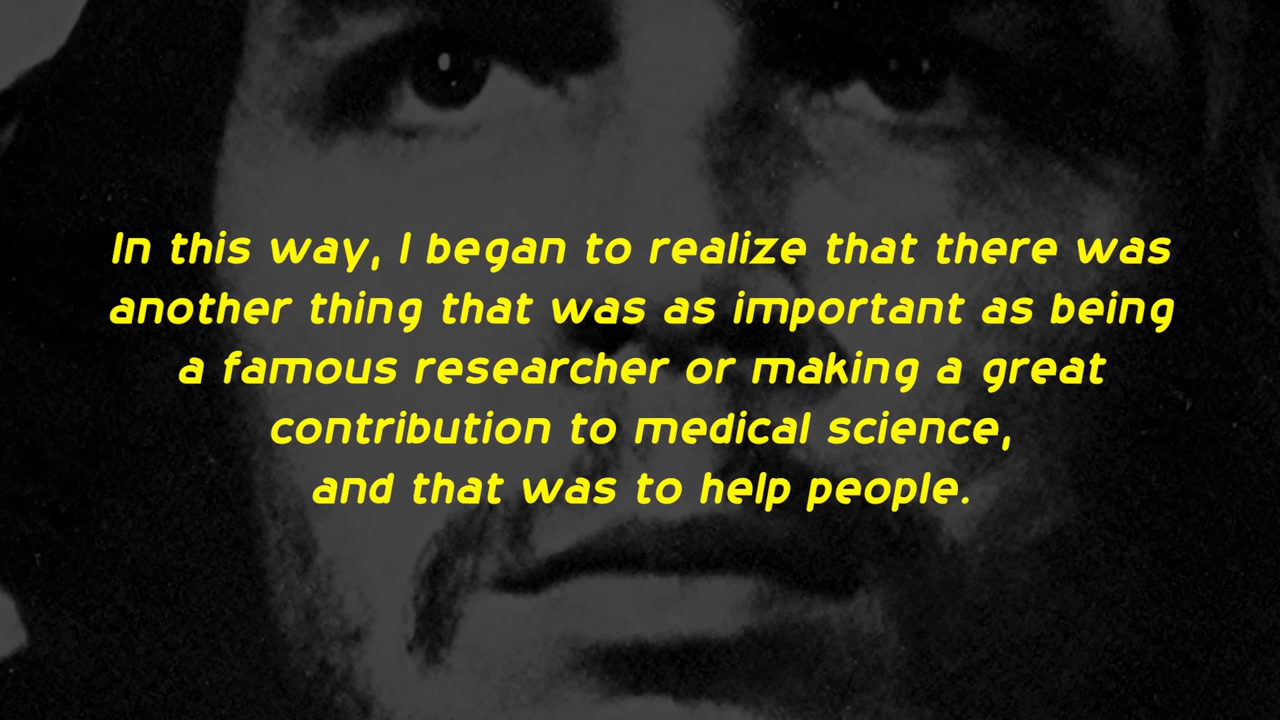 In this way, I began to realize that there was
another thing that was as important as being
a famous researcher or making a great
contribution to medical science,
and that was to help people.